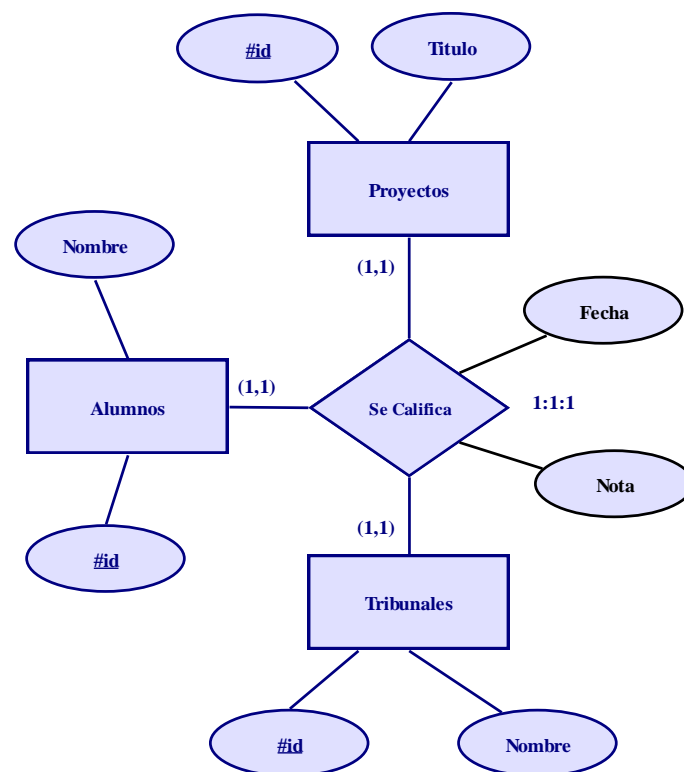 #id
Titulo
Proyectos
Nombre
(1,1)
Fecha
Alumnos
(1,1)
Se Califica
1:1:1
Nota
(1,1)
#id
Tribunales
#id
Nombre